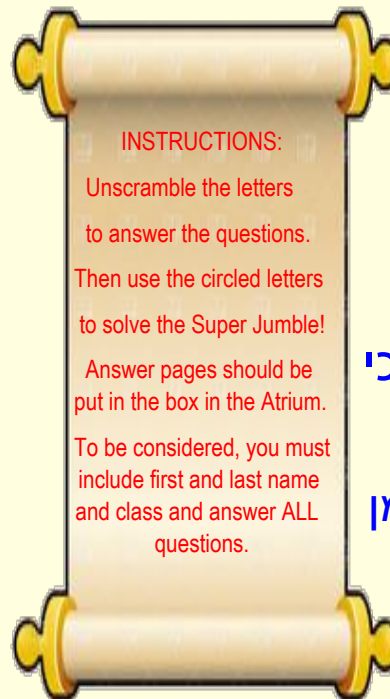 INSTRUCTIONS:
Unscramble the letters
to answer the questions.
Then use the circled letters
to solve the Super Jumble!
Answer pages should be
put in the box in the Atrium.
To be considered, you must
include first and last name
and class and answer ALL
questions.